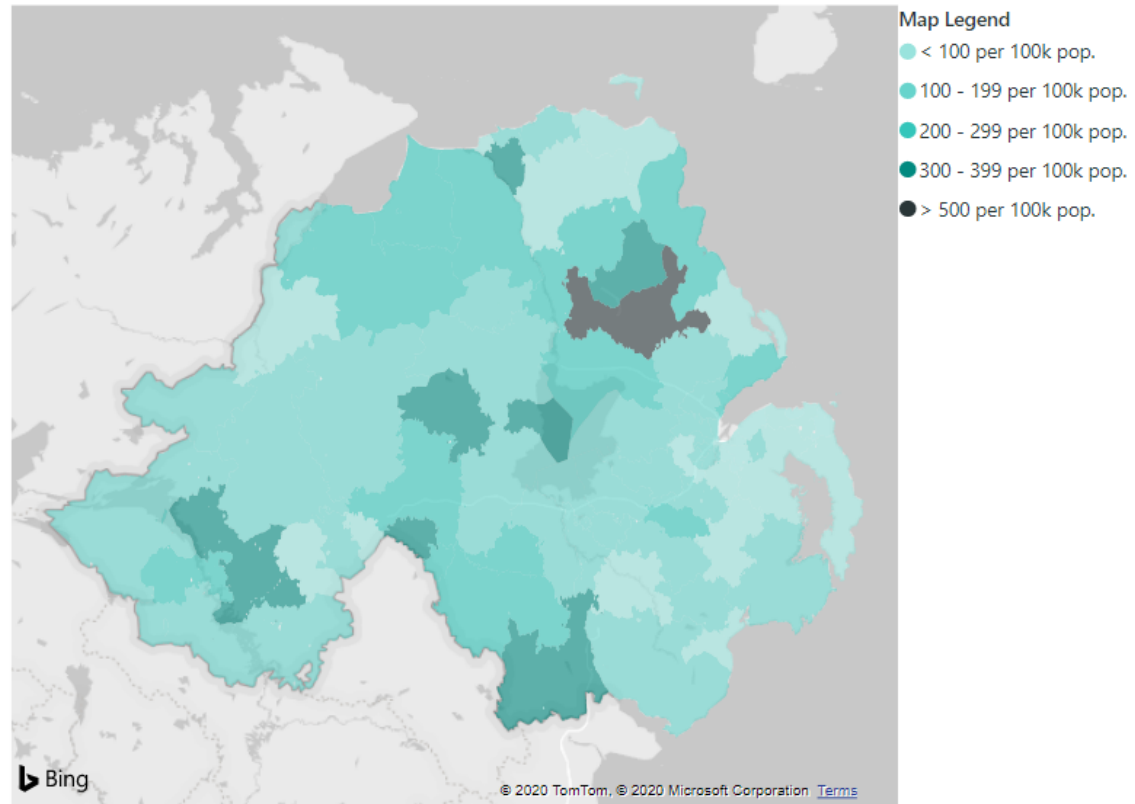 Map Legend
< 100 per 100k pop.
100 - 199 per 100k pop.
200 - 299 per 100k pop.
300 - 399 per 100k pop.
> 500 per 100k pop.
Bing
© 2020 TomTom, © 2020 Microsoft Corporation Terms